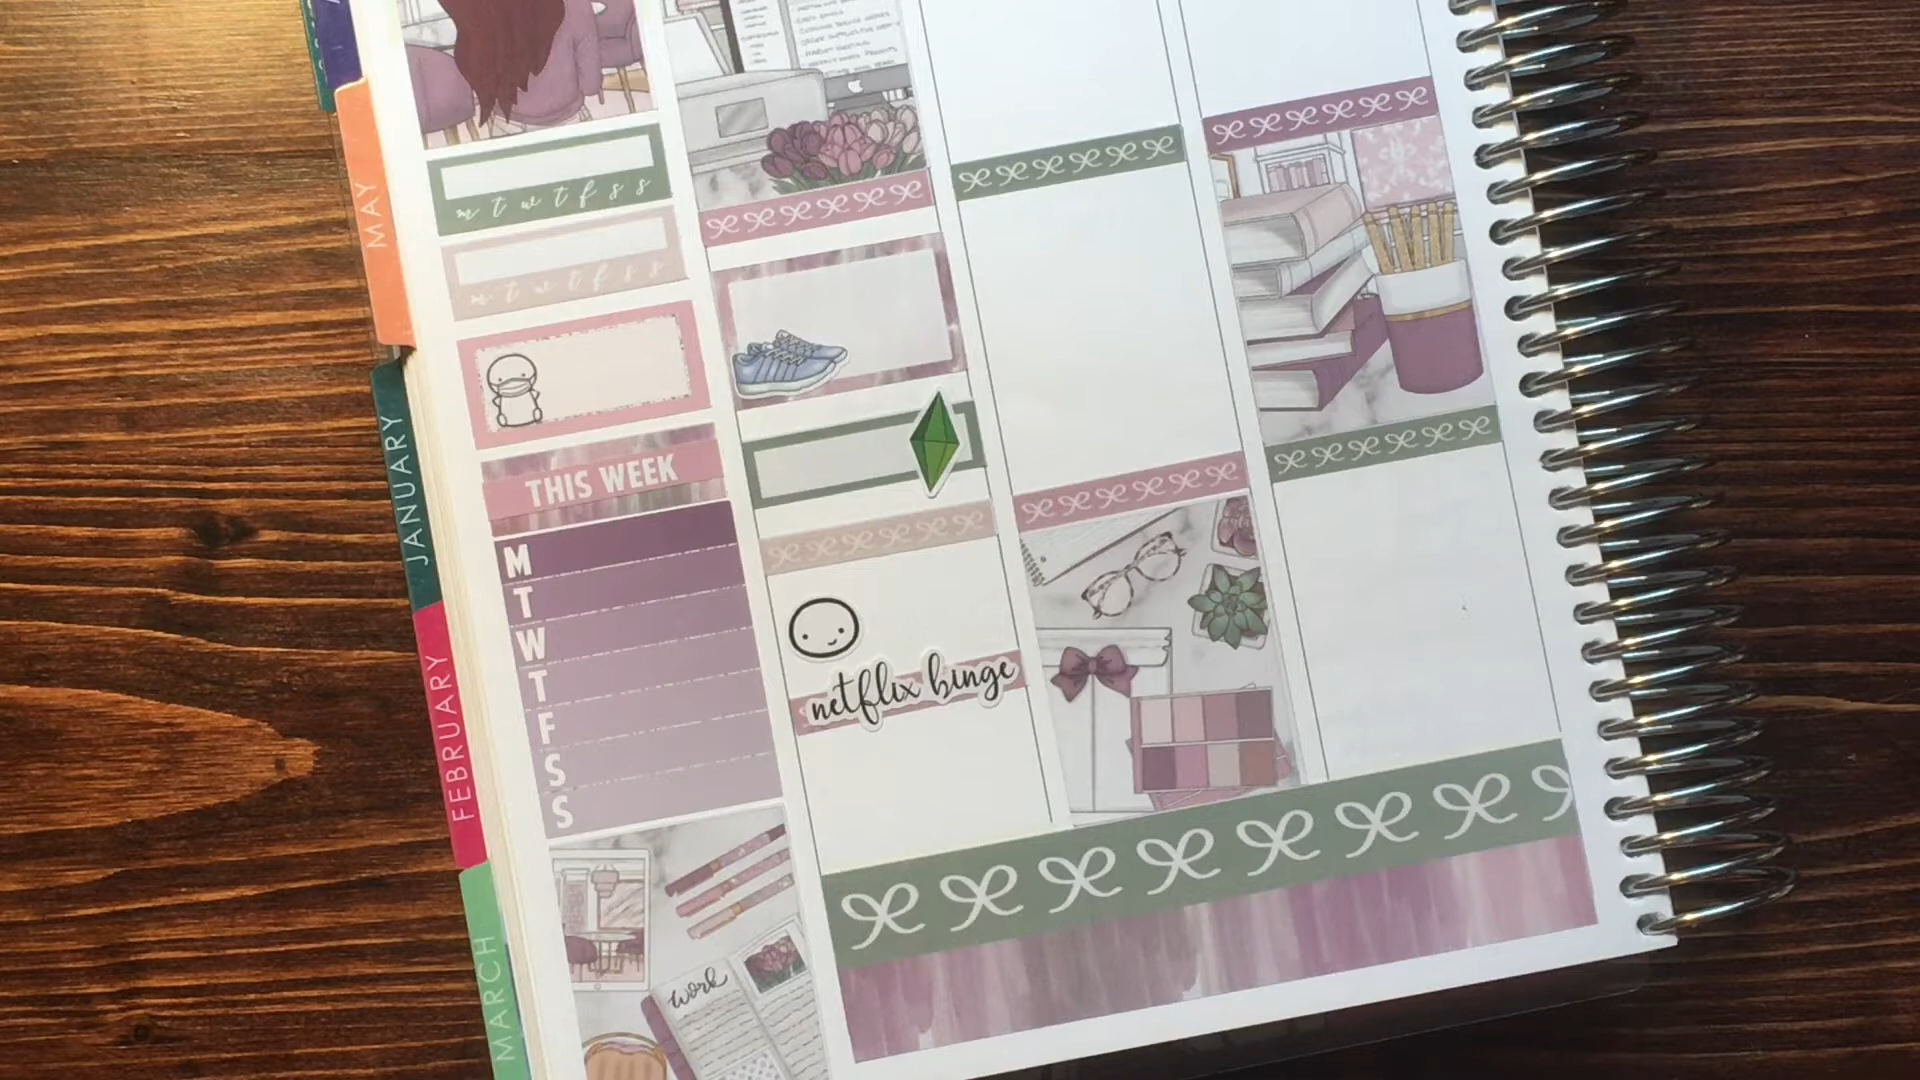 MAY
JANUARY
FEBRUARY
MARCH
m t w t f s s
m t w t f s s
THIS WEEK
M
T
W
T
F
S
S
work
netflix binge